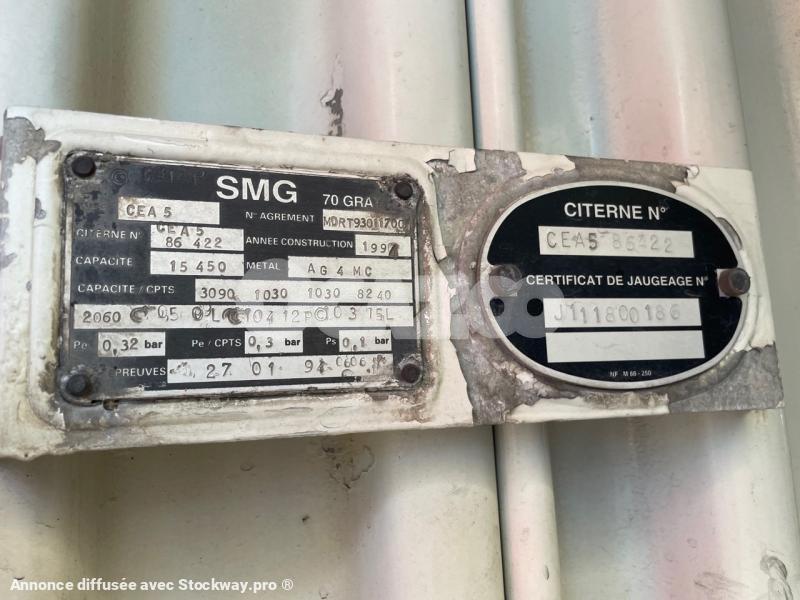 SMG 70 GRA
CEA 5 N° AGREMENT MDRT93011700
CITERNE N° CEA 5
86 422 ANNEE CONSTRUCTION
CAPACITE 15 450 METAL AG 4 MC
CAPACITE / CPTS 3090 1030 1030 8240
2060
Pe 0,32 bar Pe / CPTS 0,3 bar Ps 0,1 bar
EPREUVES 27 01 94
CITERNE N°
CEA5 86422
CERTIFICAT DE JAUGEAGE N°
J111800186
NF M 88-250
Annonce diffusée avec Stockway.pro ®